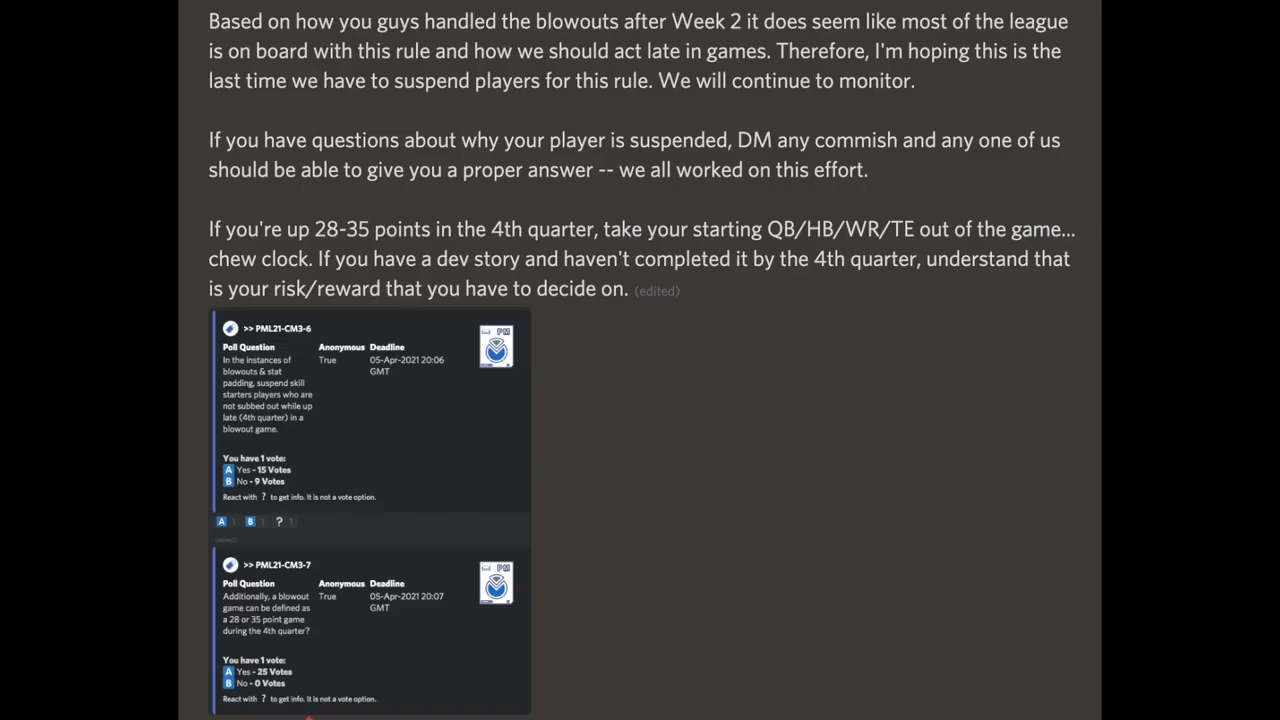 Based on how you guys handled the blowouts after Week 2 it does seem like most of the league
is on board with this rule and how we should act late in games. Therefore, I'm hoping this is the
last time we have to suspend players for this rule. We will continue to monitor.
If you have questions about why your player is suspended, DM any commish and any one of us
should be able to give you a proper answer -- we all worked on this effort.
If you're up 28-35 points in the 4th quarter, take your starting QB/HB/WR/TE out of the game...
chew clock. If you have a dev story and haven't completed it by the 4th quarter, understand that
is your risk/reward that you have to decide on. (edited)
>> PML21-CM3-6
PM
Poll Question Anonymous Deadline
In the instances of True 05-Apr-2021 20:06
blowouts & stat GMT
padding, suspend skill
starters players who are
not subbed out while up
late (4th quarter) in a
blowout game.
You have 1 vote:
A Yes - 15 Votes
B No - 9 Votes
React with ? to get info. It is not a vote option.
A 1 B 1 ? 1
>> PML21-CM3-7
PM
Poll Question Anonymous Deadline
Additionally, a blowout True 05-Apr-2021 20:07
game can be defined as GMT
a 28 or 35 point game
during the 4th quarter?
You have 1 vote:
A Yes - 25 Votes
B No - 0 Votes
React with ? to get info. It is not a vote option.